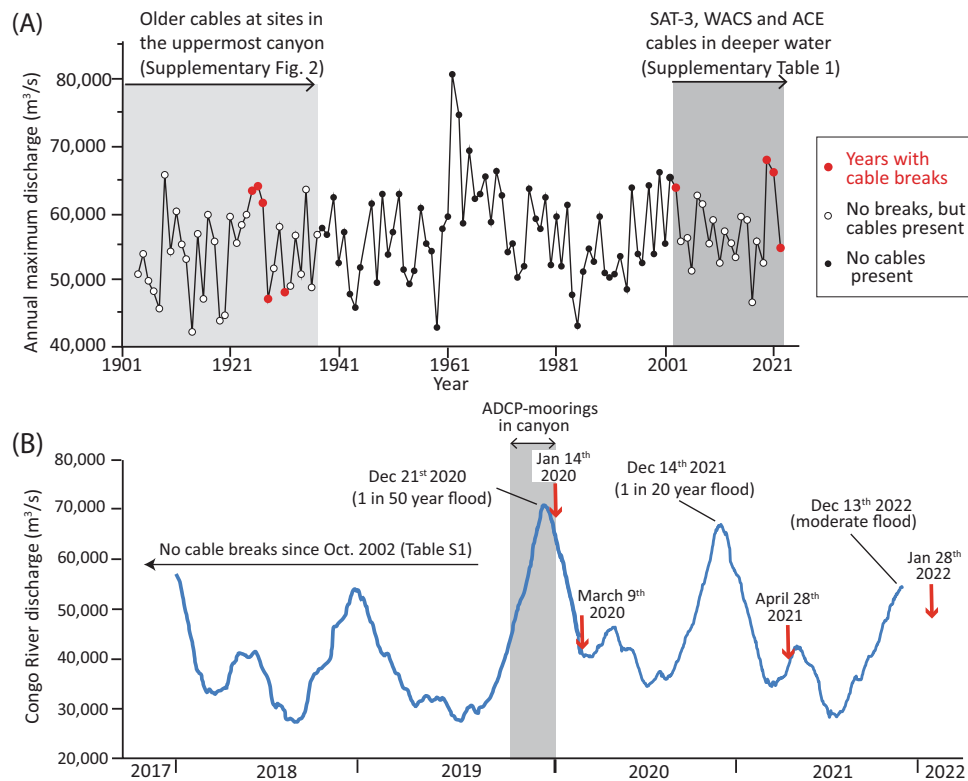 (A)
Older cables at sites in
the uppermost canyon
(Supplementary Fig. 2)
SAT-3, WACS and ACE
cables in deeper water
(Supplementary Table 1)
Annual maximum discharge (m³/s)
80,000
70,000
60,000
50,000
40,000
1901
1921
1941
1961
1981
2001
2021
Year
Years with
cable breaks
No breaks, but
cables present
No cables
present
(B)
ADCP-moorings
in canyon
Congo River discharge (m³/s)
80,000
70,000
60,000
50,000
40,000
30,000
20,000
Dec 21ˢᵗ 2020
(1 in 50 year flood)
Jan 14ᵗʰ
2020
Dec 14ᵗʰ 2021
(1 in 20 year flood)
Dec 13ᵗʰ 2022
(moderate flood)
No cable breaks since Oct. 2002 (Table S1)
March 9ᵗʰ
2020
April 28ᵗʰ
2021
Jan 28ᵗʰ
2022
2017
2018
2019
2020
2021
2022